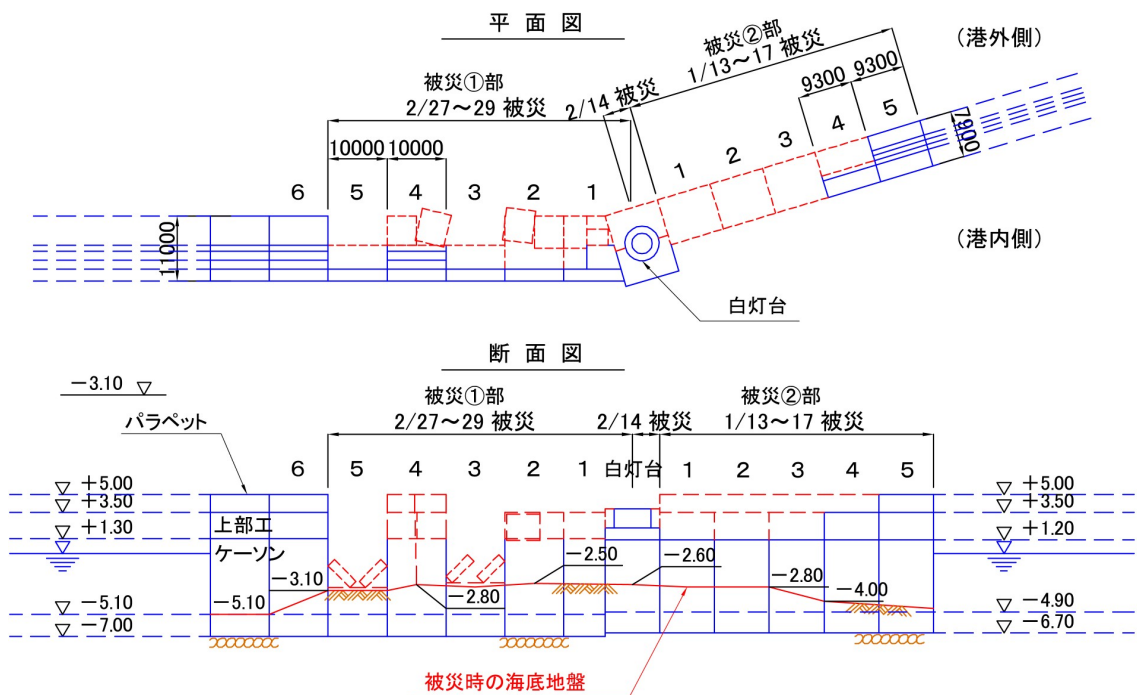 平面図
被災②部
1/13～17 被災
(港外側)
9300
9300
2/14 被災
被災①部
2/27～29 被災
10000
10000
7800
6
5
4
3
2
1
1
2
3
4
5
11000
(港内側)
白灯台
断面図
－3.10
パラペット
被災①部
2/27～29 被災
2/14 被災
被災②部
1/13～17 被災
6
5
4
3
2
1
白灯台
1
2
3
4
5
＋5.00
＋3.50
＋1.30
上部工
ケーソン
＋5.00
＋3.50
＋1.20
－3.10
－2.50
－2.60
－2.80
－2.80
－4.00
－5.10
－5.10
－7.00
－4.90
－6.70
被災時の海底地盤